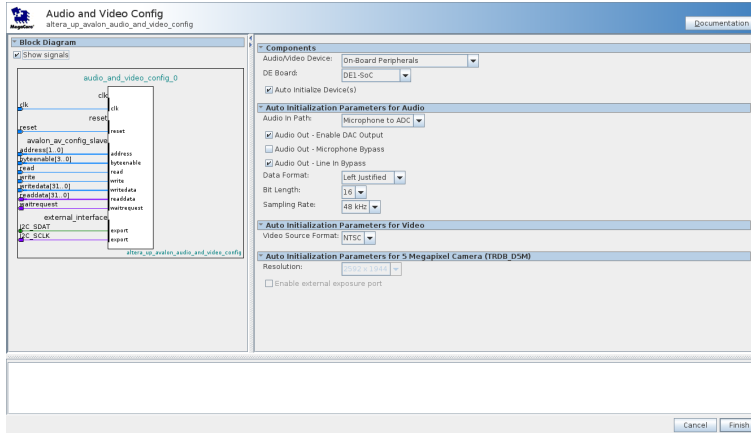 Audio and Video Config
altera_up_avalon_audio_and_video_config
MegaCore'
Documentation
Block Diagram
Show signals
audio_and_video_config_0
clk
clk
clk
reset
reset
reset
avalon_av_config_slave
address[1..0]
address
byteenable[3..0]
byteenable
read
read
write
write
writedata[31..0]
writedata
readdata[31..0]
readdata
waitrequest
waitrequest
external_interface
I2C_SDAT
export
I2C_SCLK
export
altera_up_avalon_audio_and_video_config
Components
Audio/Video Device: On-Board Peripherals
DE Board: DE1-SoC
Auto Initialize Device(s)
Auto Initialization Parameters for Audio
Audio In Path: Microphone to ADC
Audio Out - Enable DAC Output
Audio Out - Microphone Bypass
Audio Out - Line In Bypass
Data Format: Left Justified
Bit Length: 16
Sampling Rate: 48 kHz
Auto Initialization Parameters for Video
Video Source Format: NTSC
Auto Initialization Parameters for 5 Megapixel Camera (TRDB_D5M)
Resolution: 2592 x 1944
Enable external exposure port
Cancel
Finish